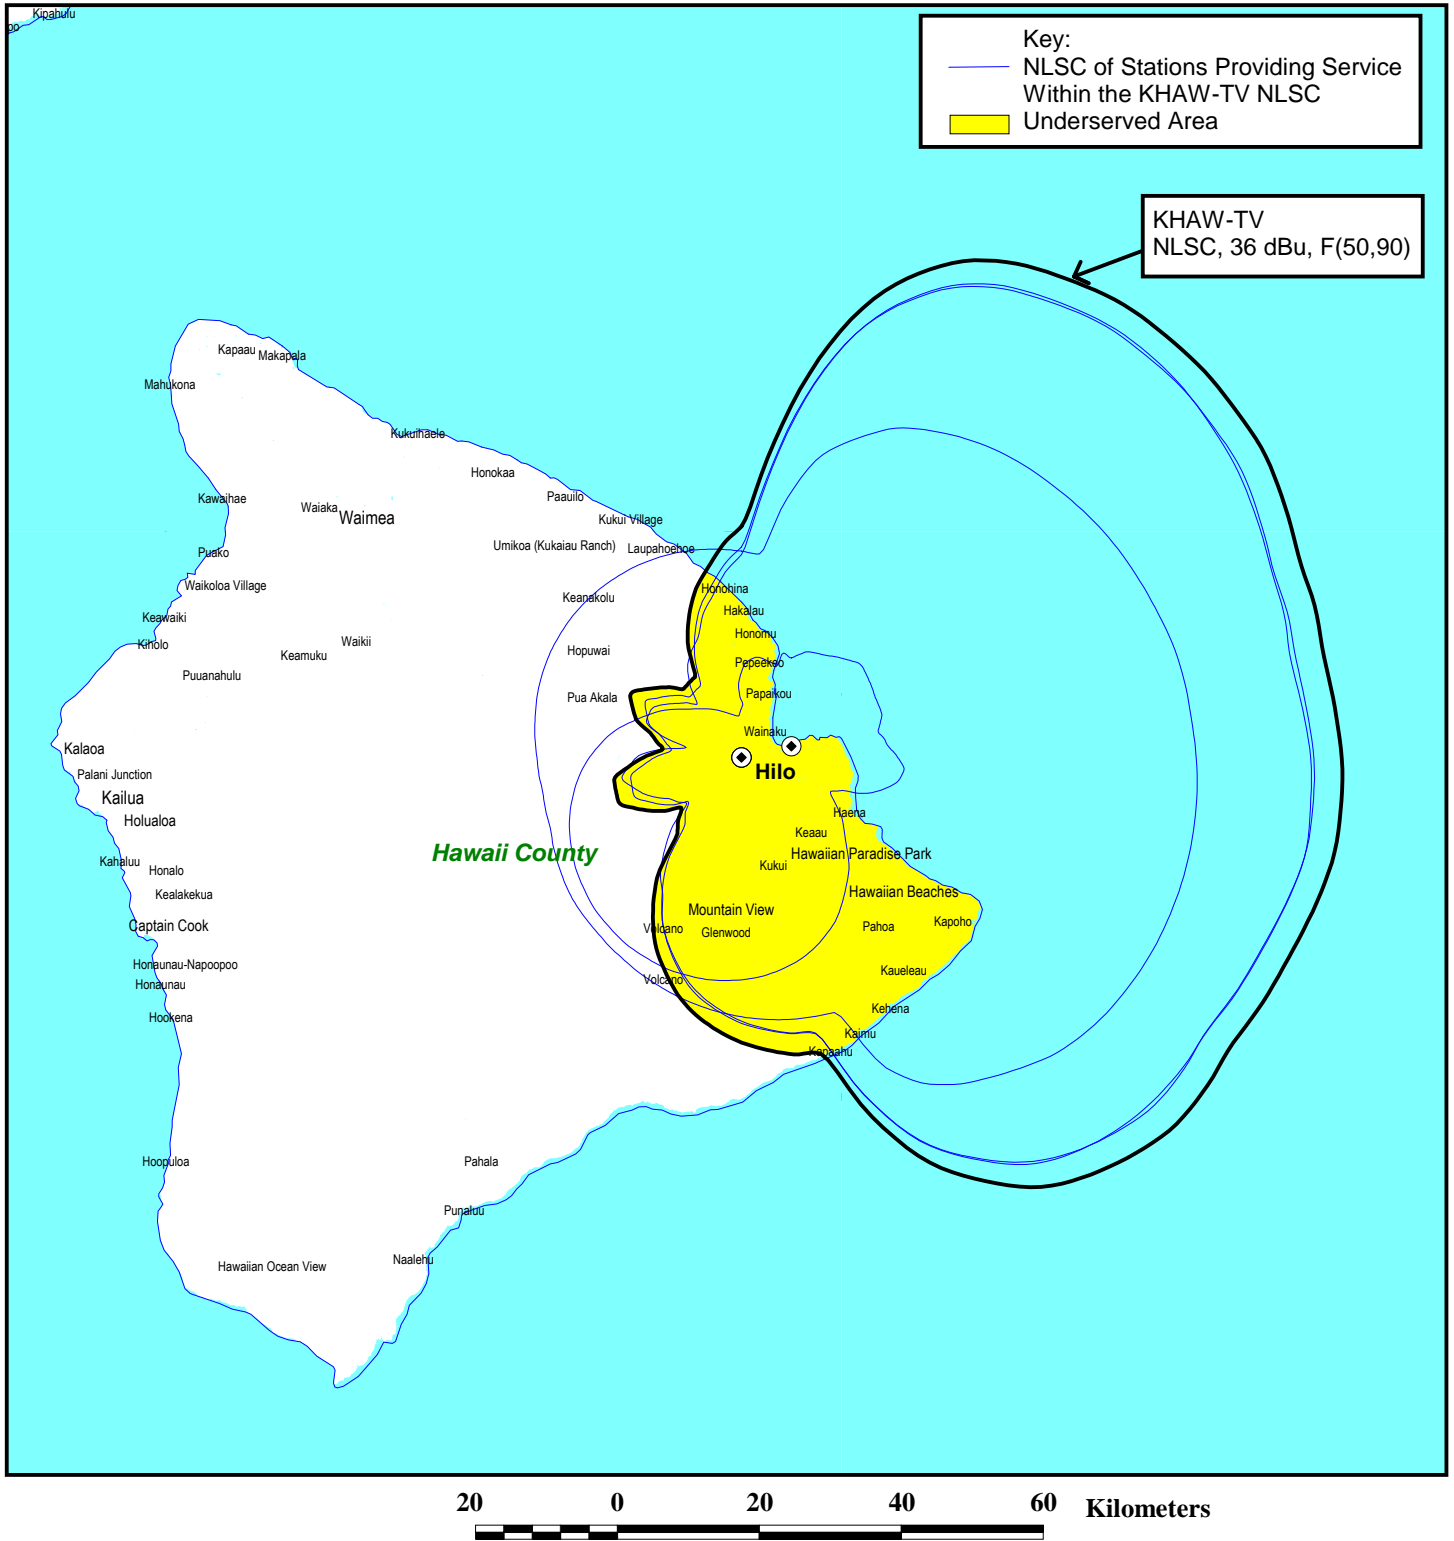 Kipahulu
po
Key:
NLSC of Stations Providing Service
Within the KHAW-TV NLSC
Underserved Area
KHAW-TV
NLSC, 36 dBu, F(50,90)
Kapaau
Makapala
Mahukona
Kukuihaele
Honokaa
Kawaihae
Waiaka
Waimea
Paauilo
Kukui Village
Puako
Umikoa (Kukaiau Ranch)
Laupahoehoe
Waikoloa Village
Keanakolu
Honohina
Hakalau
Keawaiki
Kiholo
Waikii
Honomu
Keamuku
Hopuwai
Pepeekeo
Puuanahulu
Pua Akala
Papaikou
Wainaku
Kalaoa
Palani Junction
Hilo
Kailua
Holualoa
Haena
Keaau
Hawaii County
Hawaiian Paradise Park
Kahaluu
Honalo
Kukui
Kealakekua
Hawaiian Beaches
Captain Cook
Mountain View
Volcano
Glenwood
Pahoa
Kapoho
Honaunau-Napoopoo
Honaunau
Volcano
Kaueleau
Hookena
Kehena
Kaimu
Kapaahu
Hoopuloa
Pahala
Punaluu
Naalehu
Hawaiian Ocean View
20 0 20 40 60 Kilometers